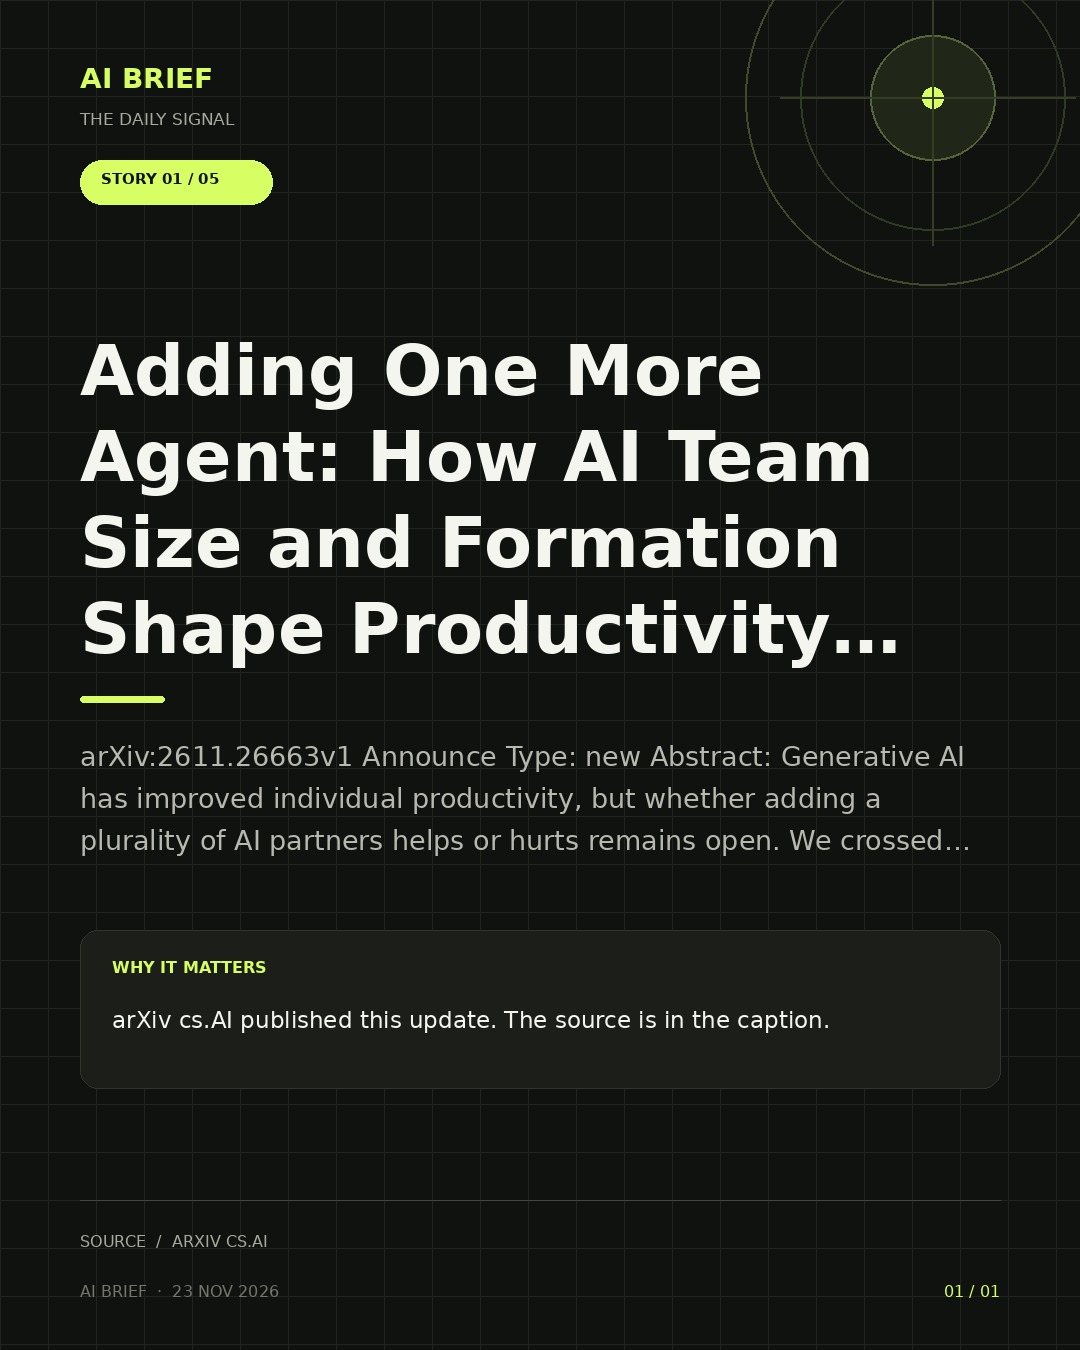 AI BRIEF
THE DAILY SIGNAL
STORY 01 / 05
Adding One More
Agent: How AI Team
Size and Formation
Shape Productivity…
arXiv:2611.26663v1 Announce Type: new Abstract: Generative AI
has improved individual productivity, but whether adding a
plurality of AI partners helps or hurts remains open. We crossed…
WHY IT MATTERS
arXiv cs.AI published this update. The source is in the caption.
SOURCE / ARXIV CS.AI
AI BRIEF · 23 NOV 2026
01 / 01